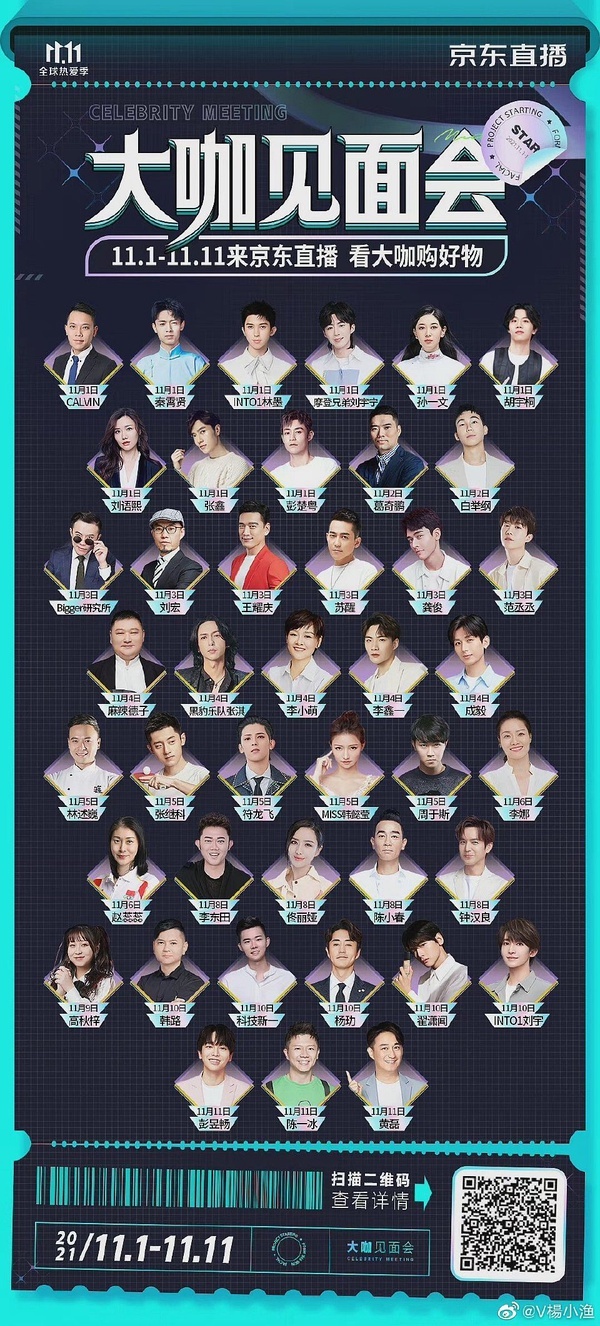 11.11
全球热爱季
京东直播
CELEBRITY MEETING
大咖见面会
PROJECT STARTING
STAR
11.1-11.11来京东直播 看大咖购好物
11月1日 11月1日 11月1日 11月1日 11月1日 11月1日
CALVIN 秦霄贤 INTO1林墨 摩登兄弟刘宇宁 孙一文 胡宇桐
11月1日 11月1日 11月1日 11月2日 11月2日
刘语熙 张鑫 彭楚粤 葛奇鹏 白举纲
11月3日 11月3日 11月3日 11月3日 11月3日 11月3日
Bigger研究所 刘宏 王耀庆 苏醒 龚俊 范丞丞
11月4日 11月4日 11月4日 11月4日 11月4日
麻辣德子 黑豹乐队张淇 李小萌 李鑫一 成毅
11月5日 11月5日 11月5日 11月5日 11月5日 11月6日
林述巍 张继科 符龙飞 MISS韩懿莹 周于斯 李娜
11月6日 11月8日 11月8日 11月8日 11月8日
赵蕊蕊 李东田 佟丽娅 陈小春 钟汉良
11月9日 11月10日 11月10日 11月10日 11月10日 11月10日
高秋梓 韩路 科技新一 杨玏 翟潇闻 INTO1刘宇
11月11日 11月11日 11月11日
彭昱畅 陈一冰 黄磊
扫描二维码
查看详情
2021/11.1-11.11
大咖见面会
CELEBRITY MEETING
@V楊小渔